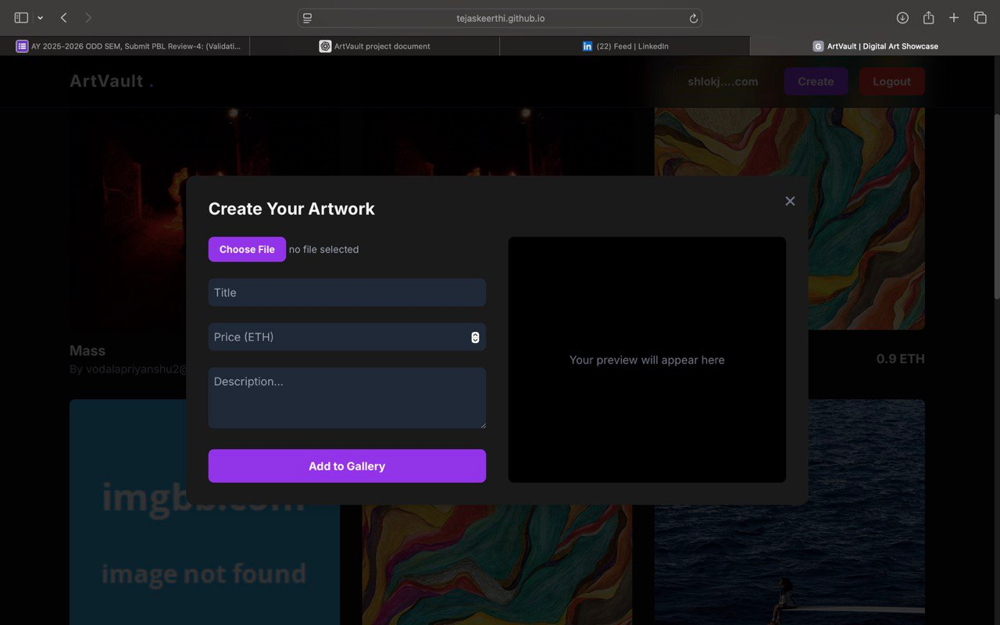 tejaskeerthi.github.io
AY 2025-2026 ODD SEM, Submit PBL Review-4: (Validati...
ArtVault project document
(22) Feed | LinkedIn
G ArtVault | Digital Art Showcase
ArtVault .
shlokj....com
Create
Logout
Create Your Artwork
Choose File no file selected
Title
Price (ETH)
Description...
Your preview will appear here
Add to Gallery
Mass
By vodalapriyanshu2@
0.9 ETH
imgbb.com
image not found